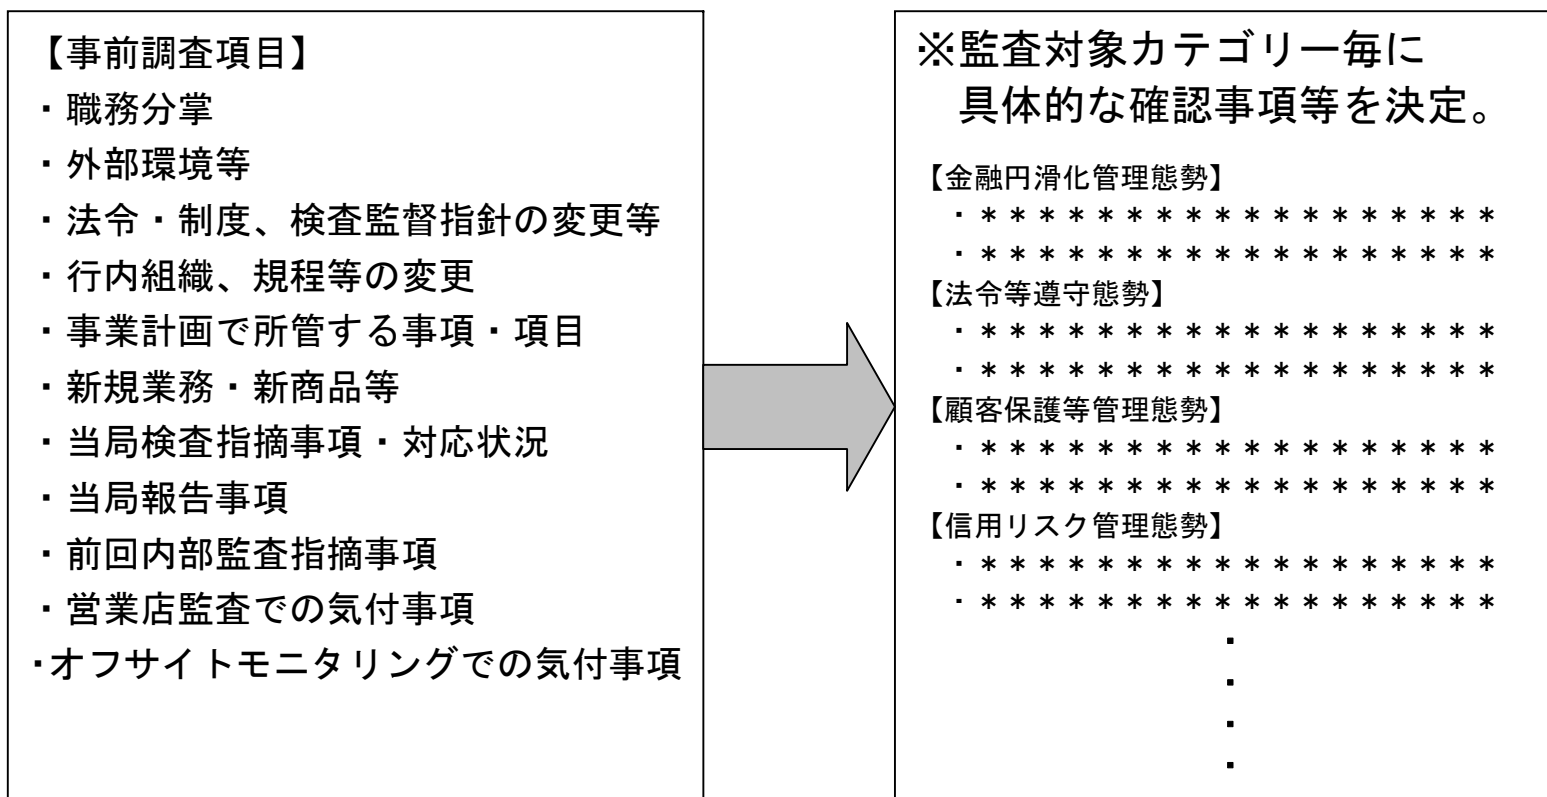 【事前調査項目】
・職務分掌
・外部環境等
・法令・制度、検査監督指針の変更等
・行内組織、規程等の変更
・事業計画で所管する事項・項目
・新規業務・新商品等
・当局検査指摘事項・対応状況
・当局報告事項
・前回内部監査指摘事項
・営業店監査での気付事項
・オフサイトモニタリングでの気付事項
※監査対象カテゴリー毎に
具体的な確認事項等を決定。
【金融円滑化管理態勢】
・＊＊＊＊＊＊＊＊＊＊＊＊＊＊＊＊＊＊
・＊＊＊＊＊＊＊＊＊＊＊＊＊＊＊＊＊＊
【法令等遵守態勢】
・＊＊＊＊＊＊＊＊＊＊＊＊＊＊＊＊＊＊
・＊＊＊＊＊＊＊＊＊＊＊＊＊＊＊＊＊＊
【顧客保護等管理態勢】
・＊＊＊＊＊＊＊＊＊＊＊＊＊＊＊＊＊＊
・＊＊＊＊＊＊＊＊＊＊＊＊＊＊＊＊＊＊
【信用リスク管理態勢】
・＊＊＊＊＊＊＊＊＊＊＊＊＊＊＊＊＊＊
・＊＊＊＊＊＊＊＊＊＊＊＊＊＊＊＊＊＊
・
・
・
・